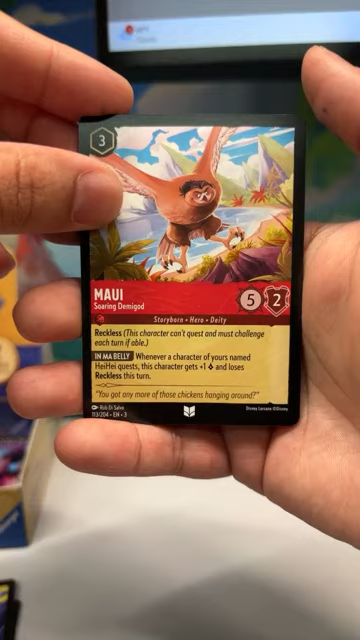 3
MAUI
Soaring Demigod
5
2
Storyborn • Hero • Deity
Reckless (This character can't quest and must challenge
each turn if able.)
IN MA BELLY Whenever a character of yours named
HeiHei quests, this character gets +1 and loses
Reckless this turn.
"You got any more of those chickens hanging around?"
Rob Di Salvo
113/204 • EN • 3
Disney Lorcana ©Disney